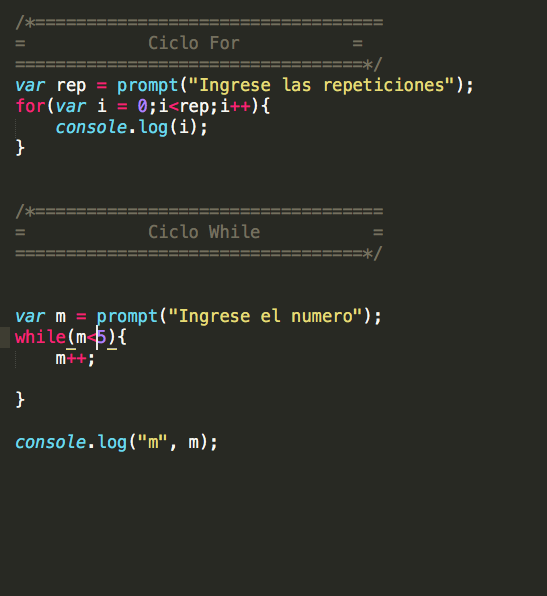 /*==================================
=            Ciclo For           =
==================================*/
var rep = prompt("Ingrese las repeticiones");
for(var i = 0;i<rep;i++){
    console.log(i);
}
/*==================================
=            Ciclo While           =
==================================*/
var m = prompt("Ingrese el numero");
while(m<5){
    m++;
}
console.log("m", m);